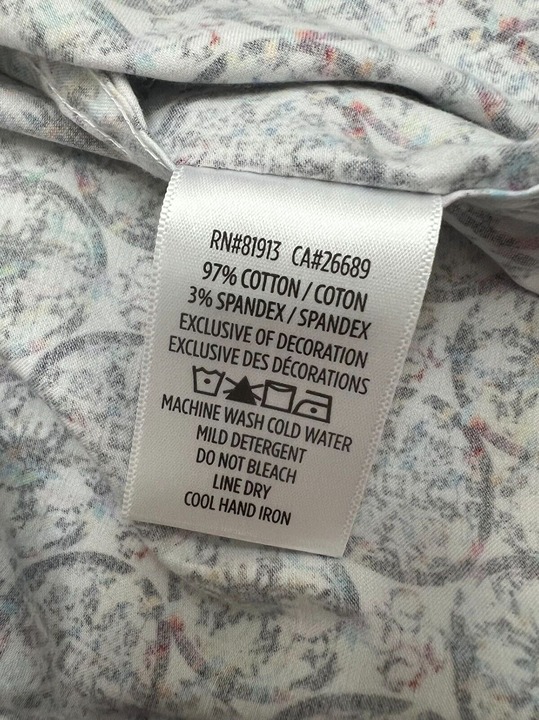 RN#81913 CA#26689
97% COTTON / COTON
3% SPANDEX / SPANDEX
EXCLUSIVE OF DECORATION
EXCLUSIVE DES DÉCORATIONS
MACHINE WASH COLD WATER
MILD DETERGENT
DO NOT BLEACH
LINE DRY
COOL HAND IRON